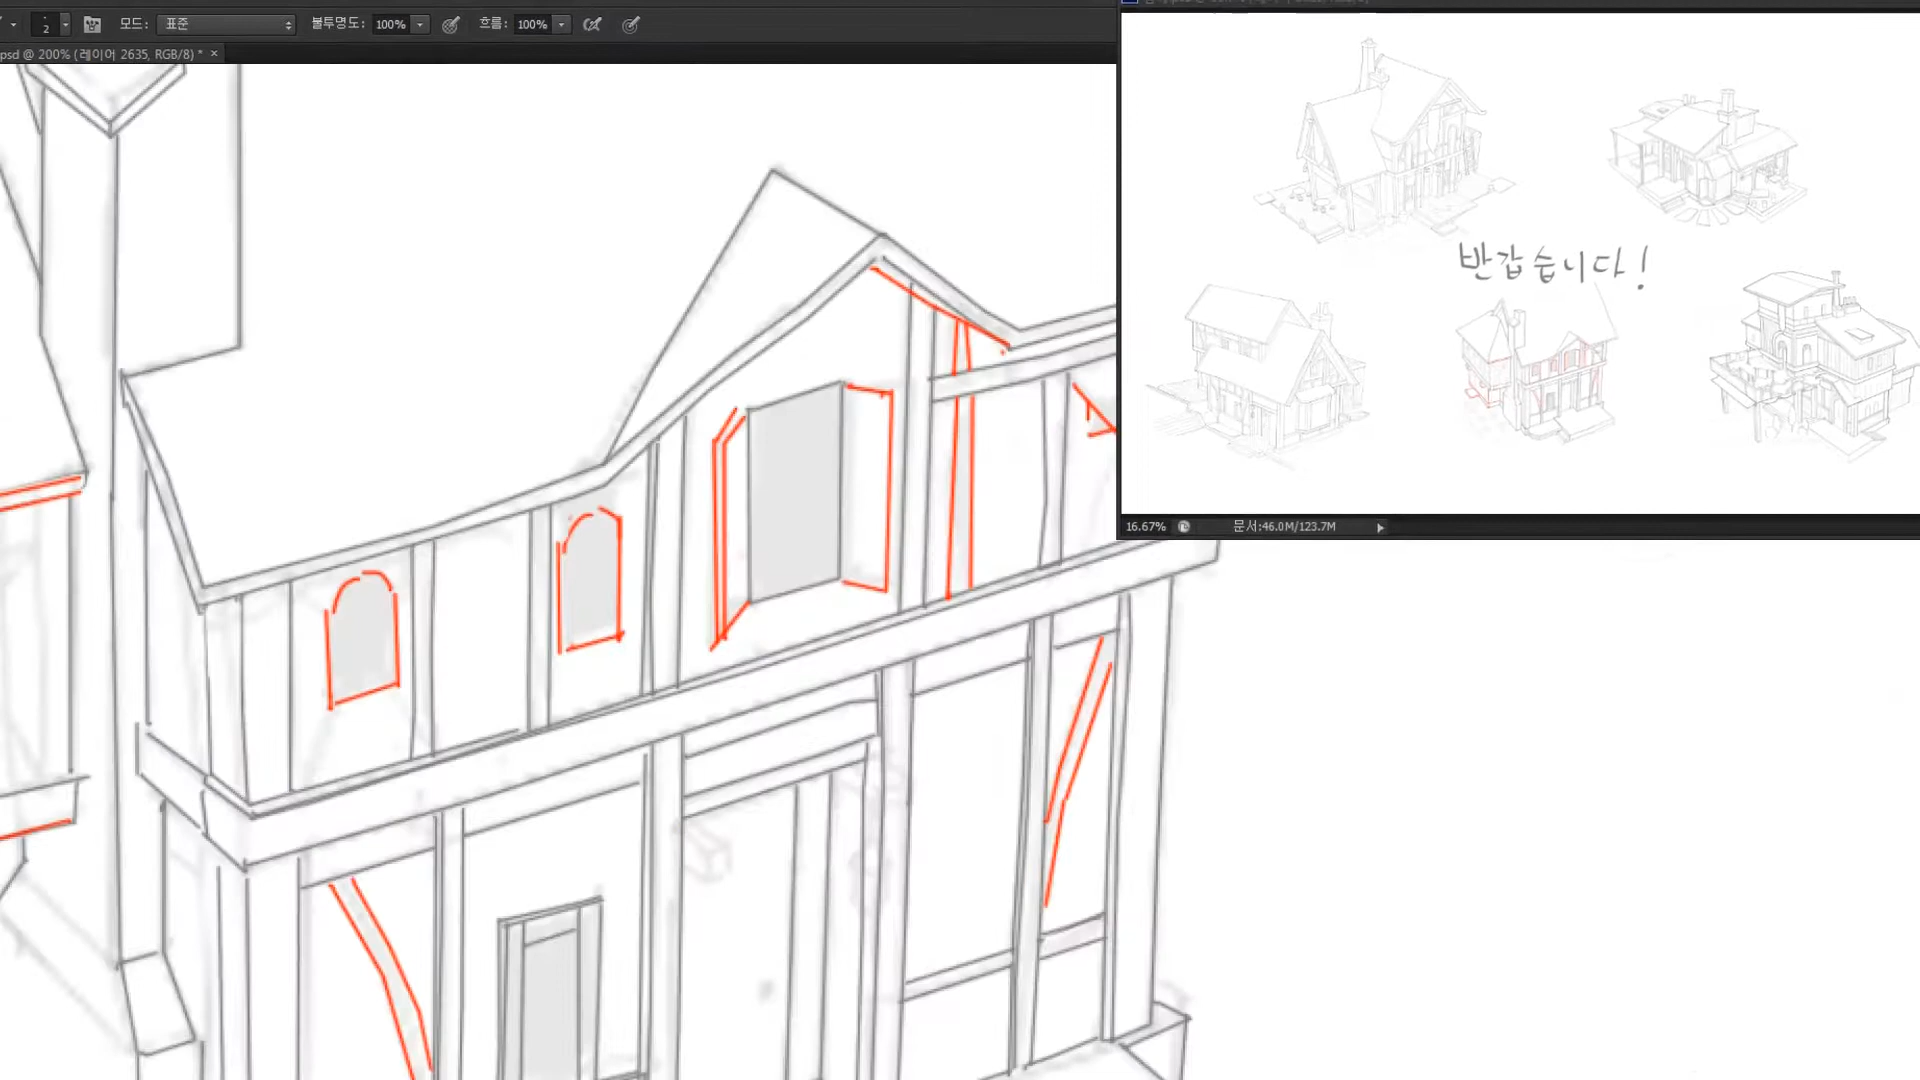 2 모드: 표준 불투명도: 100% 흐름: 100%
psd @ 200% (레이어 2635, RGB/8) * ×
반갑습니다!
16.67% 문서:46.0M/123.7M